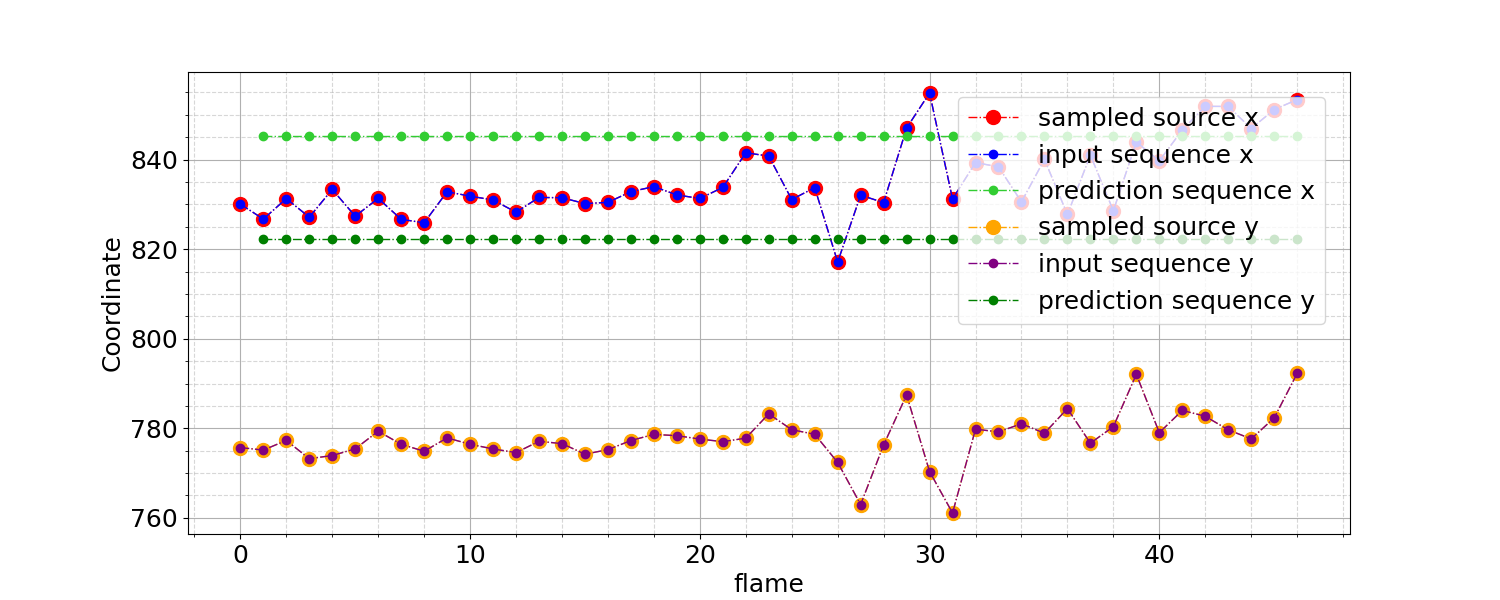 840
820
800
780
760
Coordinate
0
10
20
30
40
flame
sampled source x
input sequence x
prediction sequence x
sampled source y
input sequence y
prediction sequence y